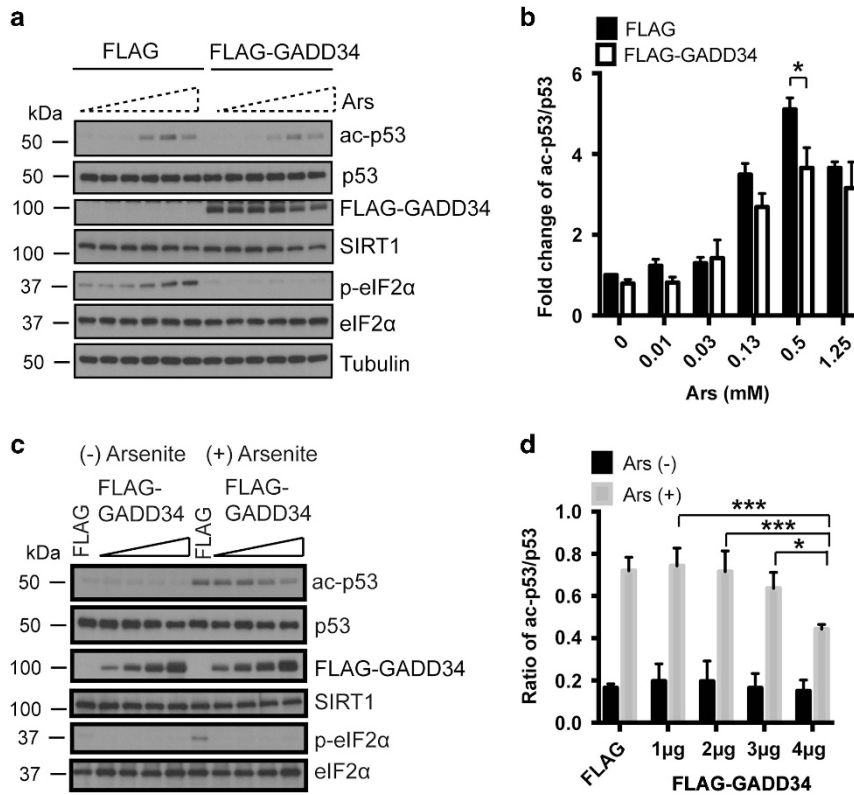 a
FLAG FLAG-GADD34
Ars
kDa
50 ac-p53
50 p53
100 FLAG-GADD34
100 SIRT1
37 p-eIF2α
37 eIF2α
50 Tubulin
b
FLAG
FLAG-GADD34
*
Fold change of ac-p53/p53
6
4
2
0
0 0.01 0.03 0.13 0.5 1.25
Ars (mM)
c
(-) Arsenite (+) Arsenite
FLAG FLAG-GADD34 FLAG FLAG-GADD34
kDa
50 ac-p53
50 p53
100 FLAG-GADD34
100 SIRT1
37 p-eIF2α
37 eIF2α
d
Ars (-)
Ars (+)
***
***
*
Ratio of ac-p53/p53
1.0
0.8
0.6
0.4
0.2
0.0
FLAG 1µg 2µg 3µg 4µg
FLAG-GADD34